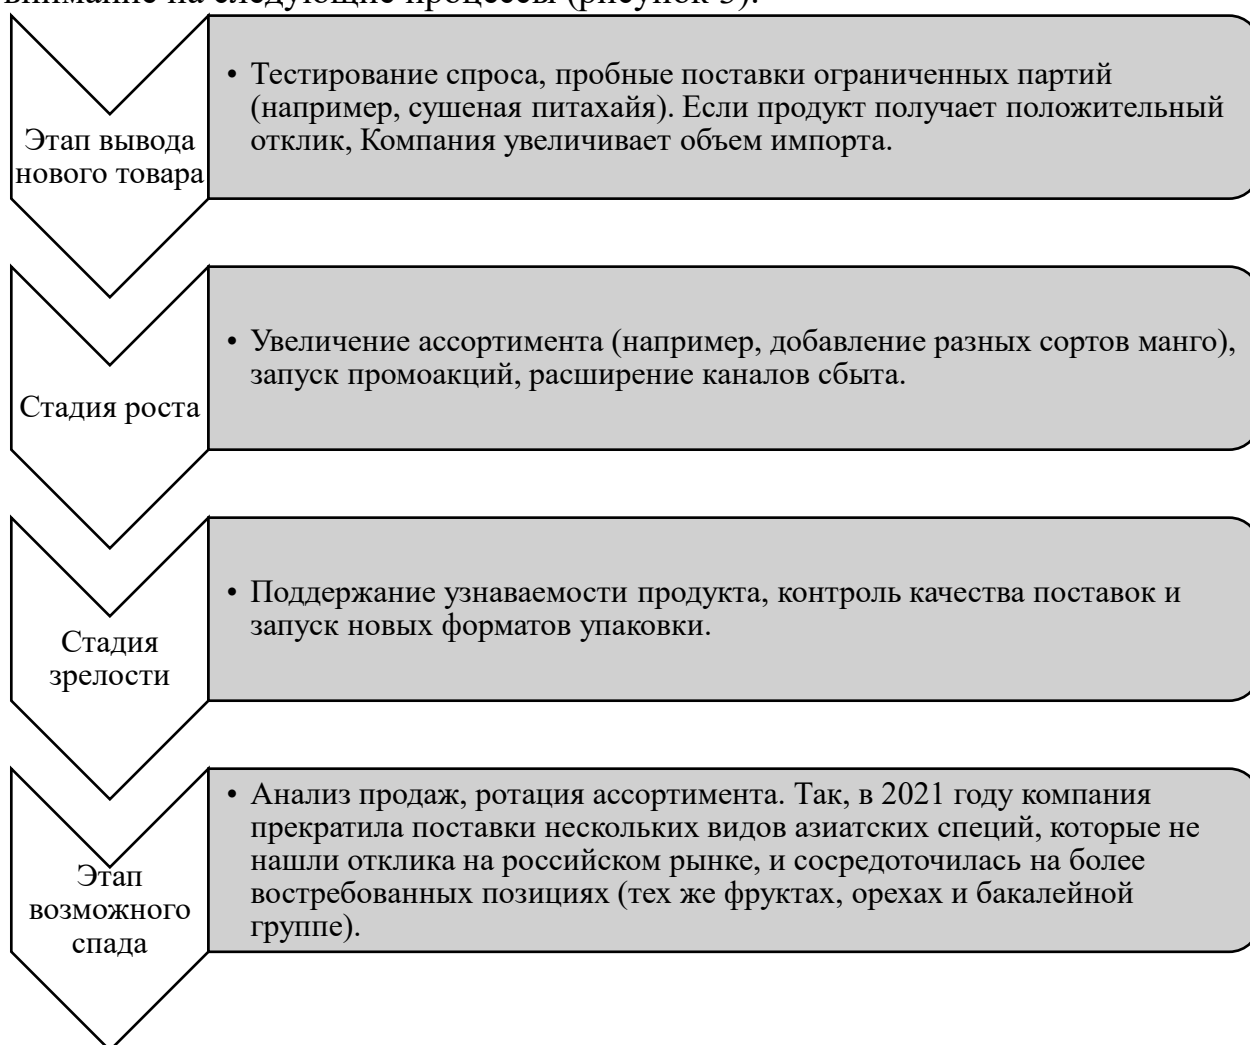 внимание на следующие процессы (рисунок 3).
Этап вывода
нового товара
• Тестирование спроса, пробные поставки ограниченных партий
(например, сушеная питахайя). Если продукт получает положительный
отклик, Компания увеличивает объем импорта.
Стадия роста
• Увеличение ассортимента (например, добавление разных сортов манго),
запуск промоакций, расширение каналов сбыта.
Стадия
зрелости
• Поддержание узнаваемости продукта, контроль качества поставок и
запуск новых форматов упаковки.
Этап
возможного
спада
• Анализ продаж, ротация ассортимента. Так, в 2021 году компания
прекратила поставки нескольких видов азиатских специй, которые не
нашли отклика на российском рынке, и сосредоточилась на более
востребованных позициях (тех же фруктах, орехах и бакалейной
группе).